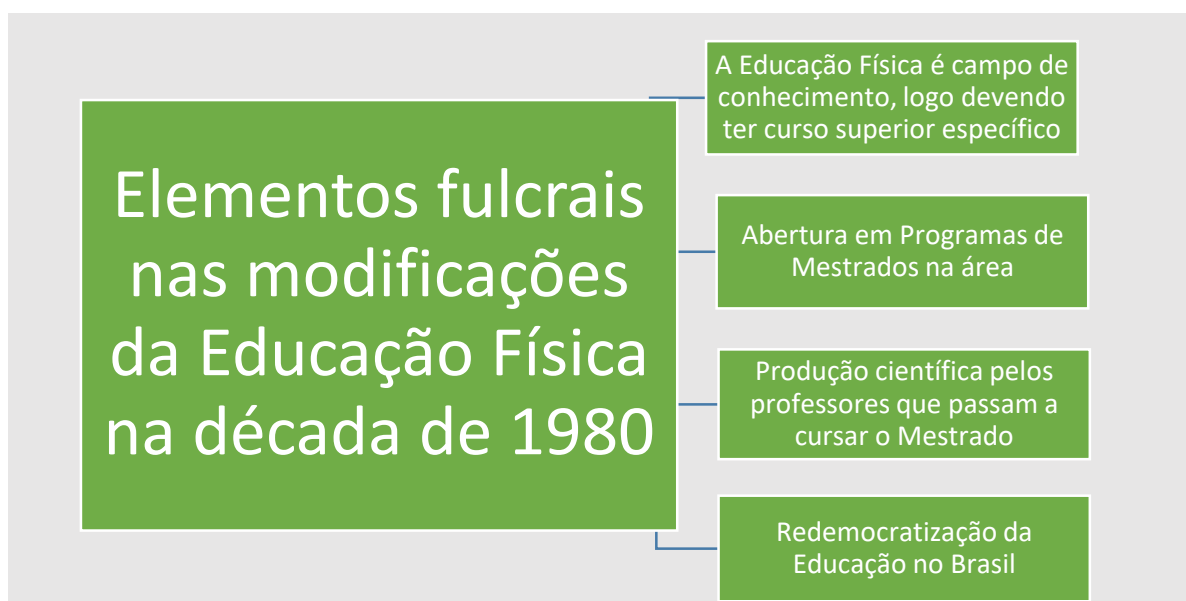 Elementos fulcrais
nas modificações
da Educação Física
na década de 1980
A Educação Física é campo de
conhecimento, logo devendo
ter curso superior específico
Abertura em Programas de
Mestrados na área
Produção científica pelos
professores que passam a
cursar o Mestrado
Redemocratização da
Educação no Brasil